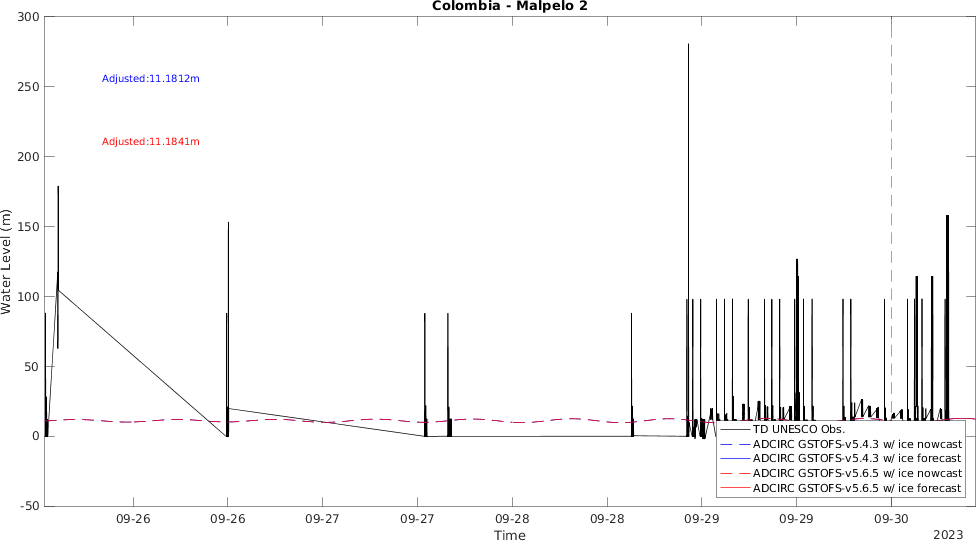 Colombia - Malpelo 2
300
250
200
150
100
50
0
-50
Water Level (m)
Adjusted:11.1812m
Adjusted:11.1841m
TD UNESCO Obs.
ADCIRC GSTOFS-v5.4.3 w/ ice nowcast
ADCIRC GSTOFS-v5.4.3 w/ ice forecast
ADCIRC GSTOFS-v5.6.5 w/ ice nowcast
ADCIRC GSTOFS-v5.6.5 w/ ice forecast
09-26 09-26 09-27 09-27 09-28 09-28 09-29 09-29 09-30
Time
2023